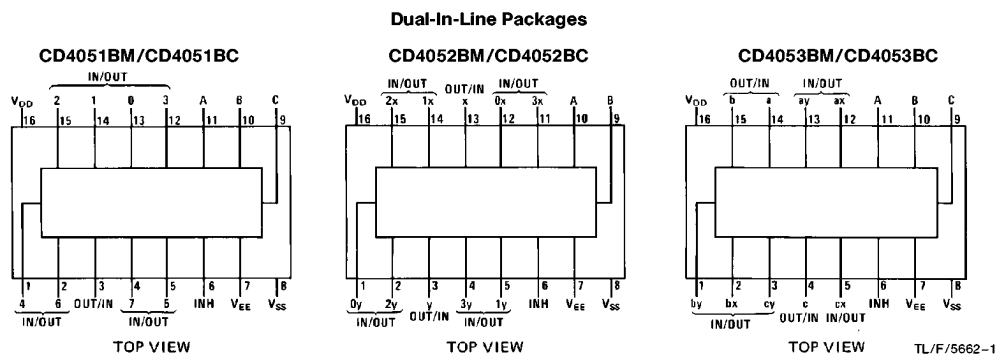 Dual-In-Line Packages
CD4051BM/CD4051BC
IN/OUT
VDD 2 1 0 3 A B C
16 15 14 13 12 11 10 9
1 2 3 4 5 6 7 8
4 6 OUT/IN 7 5 INH VEE VSS
IN/OUT IN/OUT
TOP VIEW
CD4052BM/CD4052BC
IN/OUT OUT/IN IN/OUT
VDD 2x 1x x 0x 3x A B
16 15 14 13 12 11 10 9
1 2 3 4 5 6 7 8
0y 2y y 3y 1y INH VEE VSS
IN/OUT OUT/IN IN/OUT
TOP VIEW
CD4053BM/CD4053BC
OUT/IN IN/OUT
VDD b a ay ax A B C
16 15 14 13 12 11 10 9
1 2 3 4 5 6 7 8
by bx cy c cx INH VEE VSS
IN/OUT OUT/IN IN/OUT
TOP VIEW
TL/F/5662-1